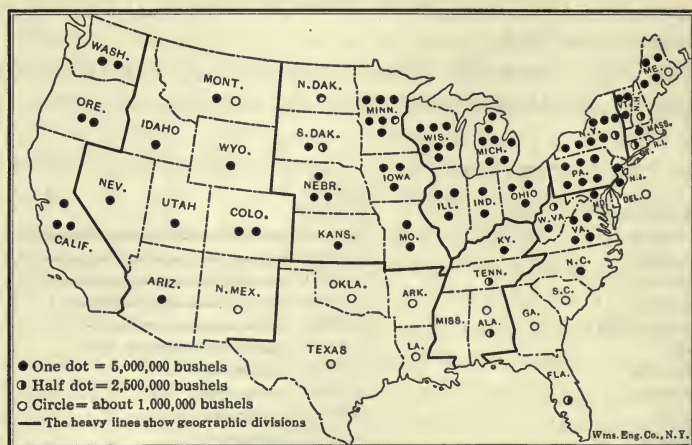 WASH.
MONT.
N.DAK.
MINN.
ME.
VT.
N.H.
ORE.
IDAHO
S.DAK.
WIS.
MICH.
N.Y.
MASS.
R.I.
WYO.
NEBR.
IOWA
PA.
N.J.
NEV.
UTAH
COLO.
ILL.
IND.
OHIO
MD.
DEL.
W.VA.
VA.
CALIF.
KANS.
MO.
KY.
N.C.
TENN.
ARIZ.
N.MEX.
OKLA.
ARK.
S.C.
MISS.
ALA.
GA.
TEXAS
LA.
FLA.
One dot = 5,000,000 bushels
Half dot = 2,500,000 bushels
Circle = about 1,000,000 bushels
The heavy lines show geographic divisions
Wms. Eng. Co., N.Y.